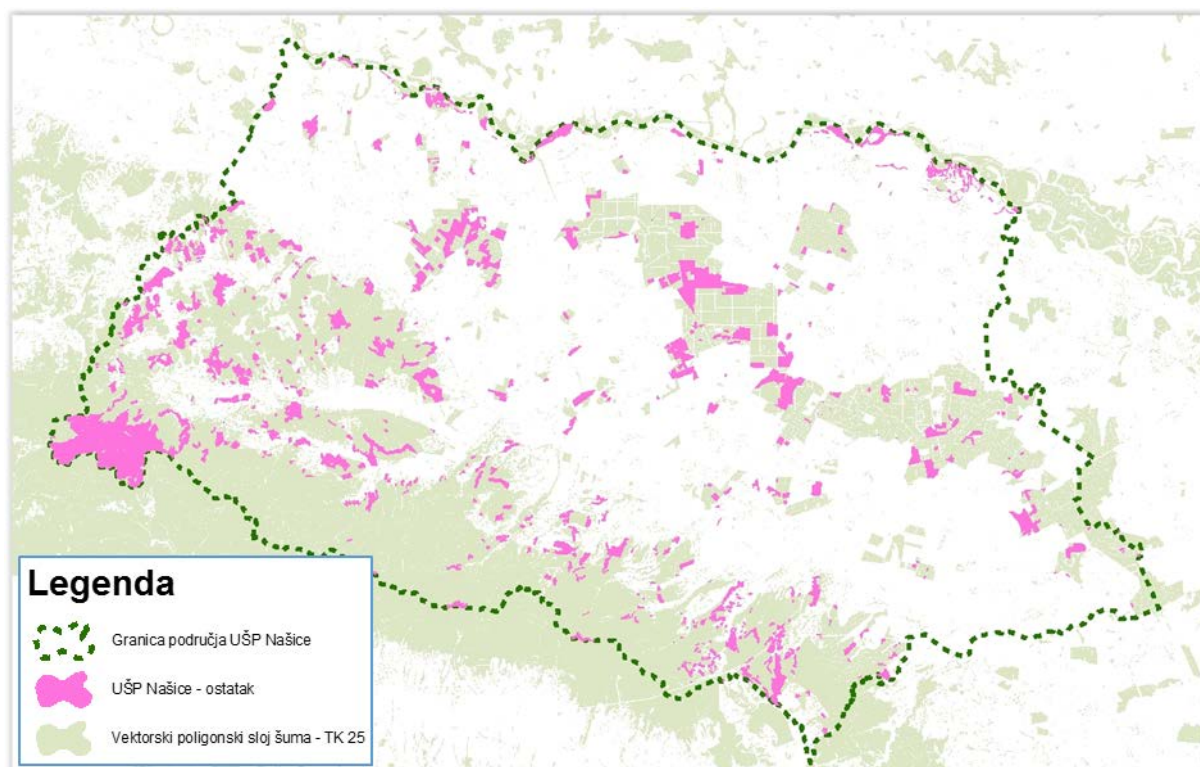 Legenda
Granica područja UŠP Našice
UŠP Našice - ostatak
Vektorski poligonski sloj šuma - TK 25